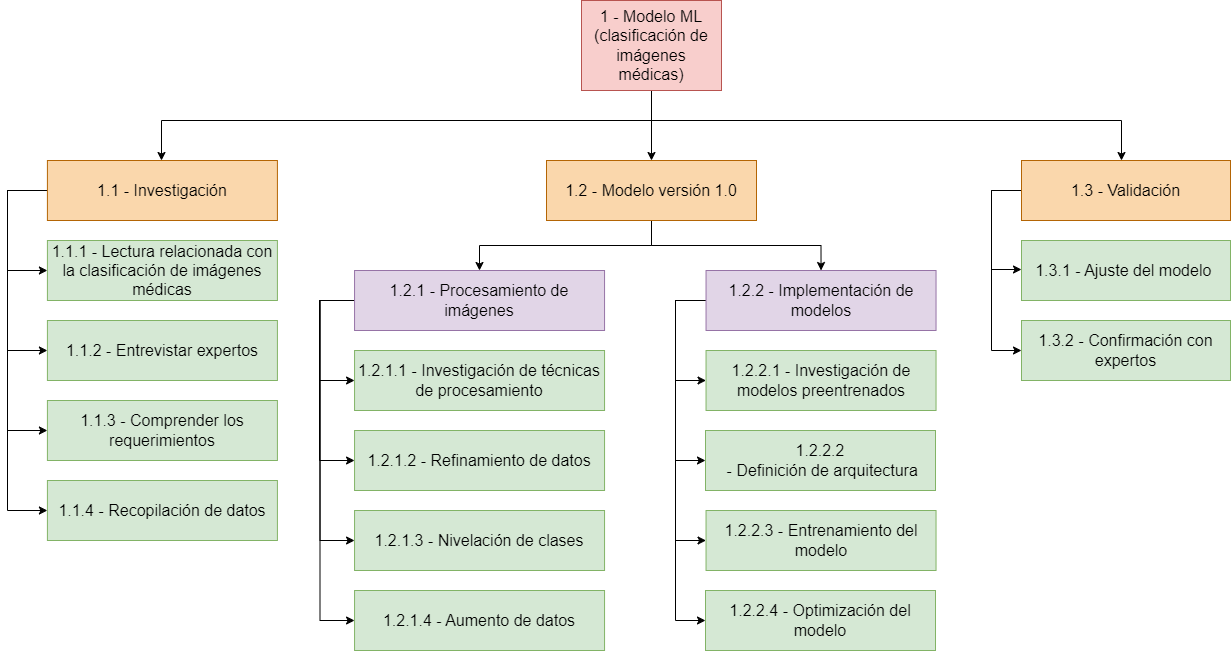 1 - Modelo ML
(clasificación de
imágenes
médicas)
1.1 - Investigación
1.1.1 - Lectura relacionada con
la clasificación de imágenes
médicas
1.1.2 - Entrevistar expertos
1.1.3 - Comprender los
requerimientos
1.1.4 - Recopilación de datos
1.2 - Modelo versión 1.0
1.2.1 - Procesamiento de
imágenes
1.2.1.1 - Investigación de técnicas
de procesamiento
1.2.1.2 - Refinamiento de datos
1.2.1.3 - Nivelación de clases
1.2.1.4 - Aumento de datos
1.2.2 - Implementación de
modelos
1.2.2.1 - Investigación de
modelos preentrenados
1.2.2.2
- Definición de arquitectura
1.2.2.3 - Entrenamiento del
modelo
1.2.2.4 - Optimización del
modelo
1.3 - Validación
1.3.1 - Ajuste del modelo
1.3.2 - Confirmación con
expertos